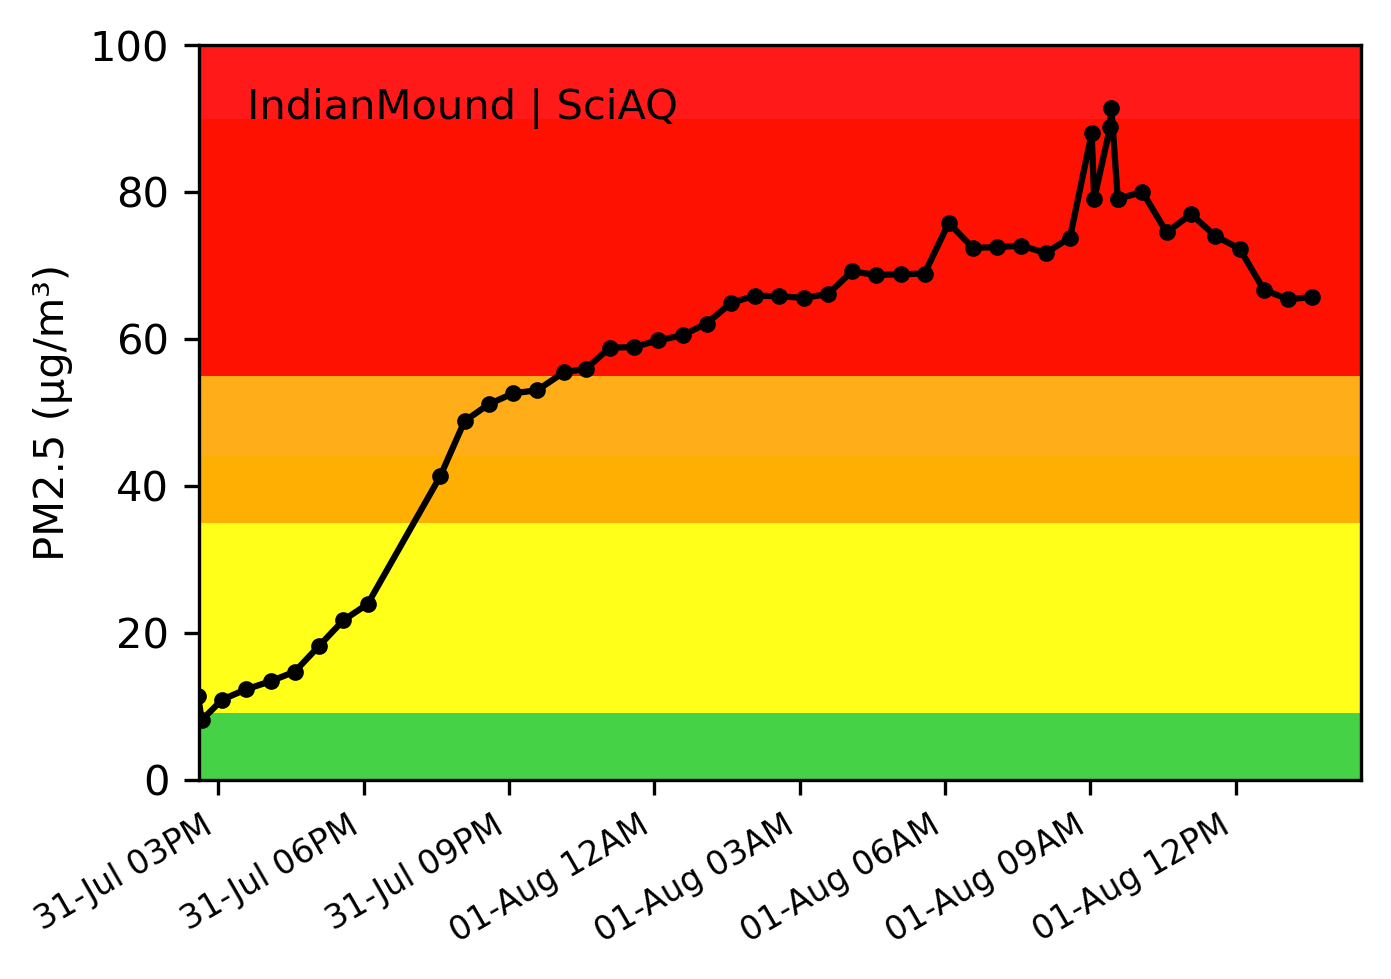 IndianMound | SciAQ
PM2.5 (µg/m³)
100
80
60
40
20
0
31-Jul 03PM
31-Jul 06PM
31-Jul 09PM
01-Aug 12AM
01-Aug 03AM
01-Aug 06AM
01-Aug 09AM
01-Aug 12PM